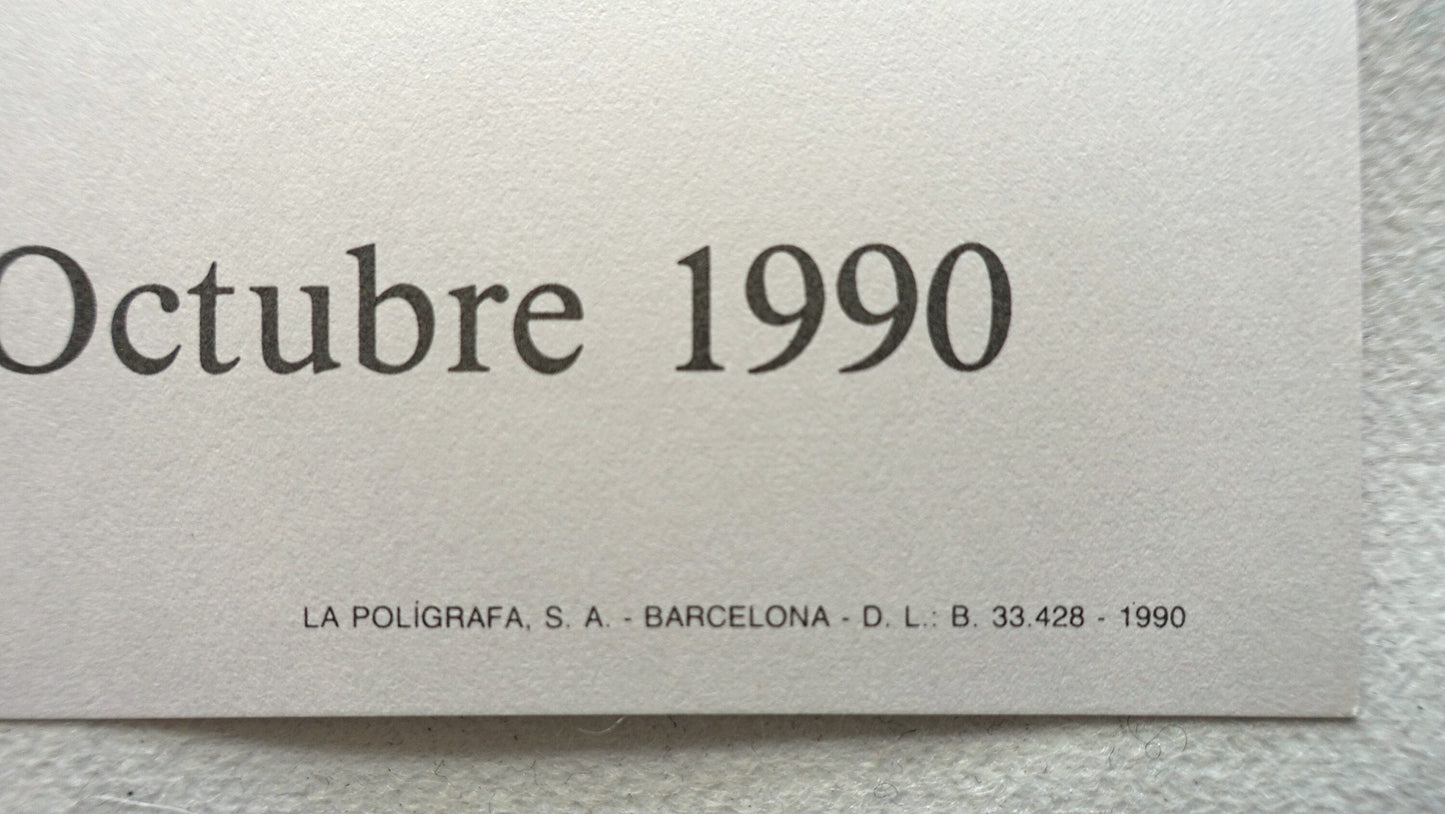 Octubre 1990
LA POLÍGRAFA, S. A. - BARCELONA - D. L.: B. 33.428 - 1990